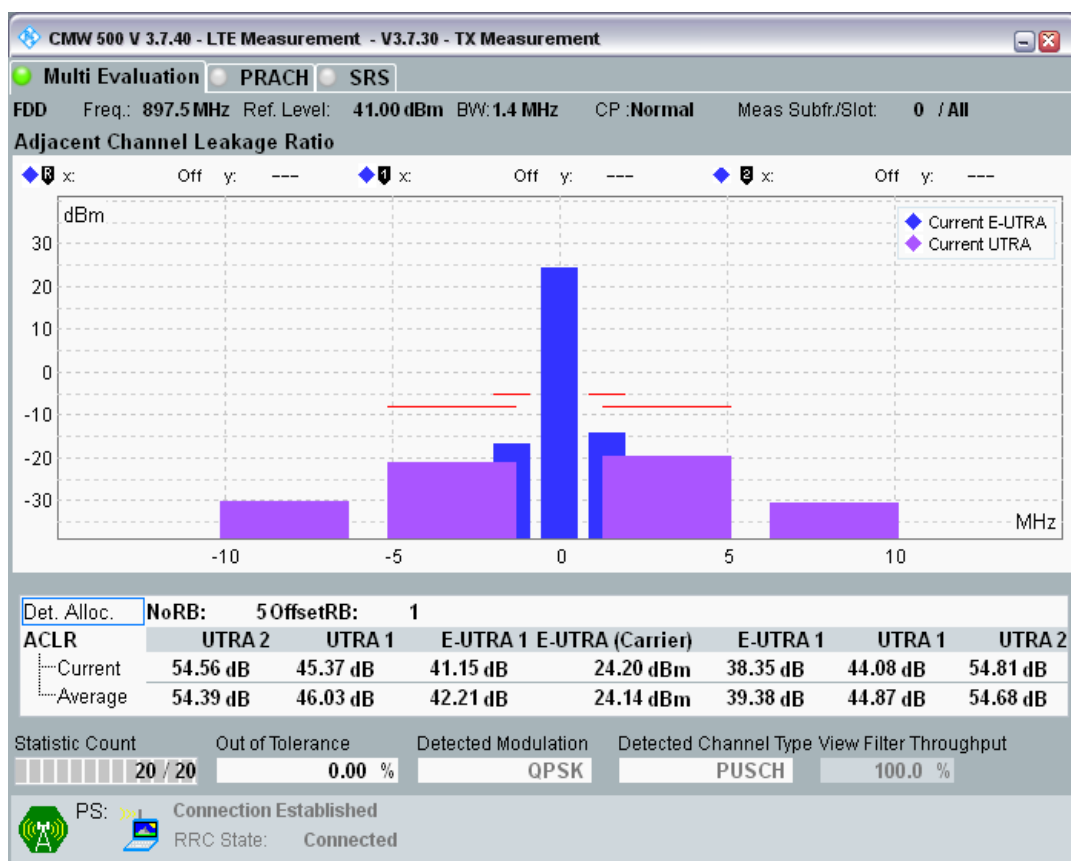 CMW 500 V 3.7.40 - LTE Measurement - V3.7.30 - TX Measurement
Multi Evaluation PRACH SRS
FDD Freq.: 897.5 MHz Ref. Level: 41.00 dBm BW: 1.4 MHz CP :Normal Meas Subfr./Slot: 0 / All
Adjacent Channel Leakage Ratio
R x: Off y: --- 1 x: Off y: --- 2 x: Off y: ---
dBm
Current E-UTRA
Current UTRA
30
20
10
0
-10
-20
-30
MHz
-10 -5 0 5 10
Det. Alloc. NoRB: 5 OffsetRB: 1
ACLR UTRA 2 UTRA 1 E-UTRA 1 E-UTRA (Carrier) E-UTRA 1 UTRA 1 UTRA 2
Current 54.56 dB 45.37 dB 41.15 dB 24.20 dBm 38.35 dB 44.08 dB 54.81 dB
Average 54.39 dB 46.03 dB 42.21 dB 24.14 dBm 39.38 dB 44.87 dB 54.68 dB
Statistic Count Out of Tolerance Detected Modulation Detected Channel Type View Filter Throughput
20 / 20 0.00 % QPSK PUSCH 100.0 %
PS: Connection Established
RRC State: Connected